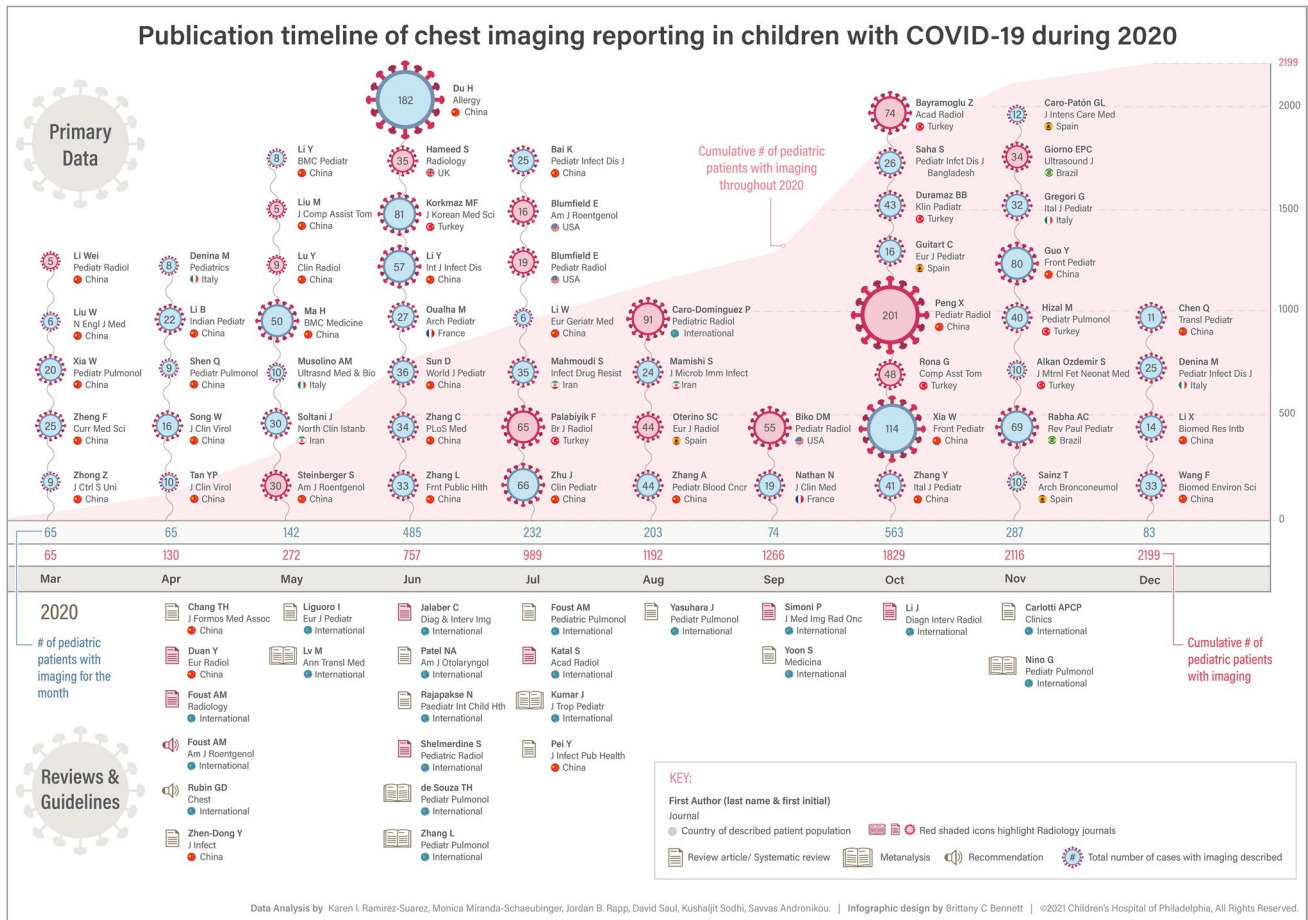 Publication timeline of chest imaging reporting in children with COVID-19 during 2020
Primary
Data
5
Li Wei
Pediatr Radiol
China
6
Liu W
N Engl J Med
China
20
Xia W
Pediatr Pulmonol
China
25
Zheng F
Curr Med Sci
China
9
Zhong Z
J Ctrl S Uni
China
8
Denina M
Pediatrics
Italy
22
Li B
Indian Pediatr
China
9
Shen Q
Pediatr Pulmonol
China
16
Song W
J Clin Virol
China
10
Tan YP
J Clin Virol
China
8
Li Y
BMC Pediatr
China
5
Liu M
J Comp Assist Tom
China
9
Lu Y
Clin Radiol
China
50
Ma H
BMC Medicine
China
10
Musolino AM
Ultrasnd Med & Bio
Italy
30
Soltani J
North Clin Istanb
Iran
30
Steinberger S
Am J Roentgenol
China
182
Du H
Allergy
China
35
Hameed S
Radiology
UK
81
Korkmaz MF
J Korean Med Sci
Turkey
57
Li Y
Int J Infect Dis
China
27
Oualha M
Arch Pediatr
France
36
Sun D
World J Pediatr
China
34
Zhang C
PLoS Med
China
33
Zhang L
Frnt Public Hlth
China
25
Bai K
Pediatr Infect Dis J
China
16
Blumfield E
Am J Roentgenol
USA
19
Blumfield E
Pediatr Radiol
USA
6
Li W
Eur Geriatr Med
China
35
Mahmoudi S
Infect Drug Resist
Iran
65
Palabiyik F
Br J Radiol
Turkey
66
Zhu J
Clin Pediatr
China
91
Caro-Dominguez P
Pediatric Radiol
International
24
Mamishi S
J Microb Imm Infect
Iran
44
Oterino SC
Eur J Radiol
Spain
44
Zhang A
Pediatr Blood Cncr
China
Cumulative # of pediatric
patients with imaging
throughout 2020
55
Biko DM
Pediatr Radiol
USA
19
Nathan N
J Clin Med
France
74
Bayramoglu Z
Acad Radiol
Turkey
26
Saha S
Pediatr Infct Dis J
Bangladesh
43
Duramaz BB
Klin Padiatr
Turkey
16
Guitart C
Eur J Pediatr
Spain
201
Peng X
Pediatr Radiol
China
48
Rona G
Comp Asst Tom
Turkey
114
Xia W
Front Pediatr
China
41
Zhang Y
Ital J Pediatr
China
12
Caro-Patón GL
J Intens Care Med
Spain
34
Giorno EPC
Ultrasound J
Brazil
32
Gregori G
Ital J Pediatr
Italy
80
Guo Y
Front Pediatr
China
40
Hizal M
Pediatr Pulmonol
Turkey
10
Alkan Ozdemir S
J Mtrnl Fet Neonat Med
Turkey
69
Rabha AC
Rev Paul Pediatr
Brazil
10
Sainz T
Arch Bronconeumol
Spain
11
Chen Q
Transl Pediatr
China
25
Denina M
Pediatr Infect Dis J
Italy
14
Li X
Biomed Res Intb
China
33
Wang F
Biomed Environ Sci
China
2199
2000
1500
1000
500
0
65 65 142 485 232 203 74 563 287 83
65 130 272 757 989 1192 1266 1829 2116 2199
Mar Apr May Jun Jul Aug Sep Oct Nov Dec
2020
# of pediatric
patients with
imaging for the
month
Cumulative # of
pediatric patients
with imaging
Reviews &
Guidelines
Chang TH
J Formos Med Assoc
China
Duan Y
Eur Radiol
China
Foust AM
Radiology
International
Foust AM
Am J Roentgenol
International
Rubin GD
Chest
International
Zhen-Dong Y
J Infect
China
Liguoro I
Eur J Pediatr
International
Lv M
Ann Transl Med
International
Jalaber C
Diag & Interv Img
International
Patel NA
Am J Otolaryngol
International
Rajapakse N
Paediatr Int Child Hth
International
Shelmerdine S
Pediatric Radiol
International
de Souza TH
Pediatr Pulmonol
International
Zhang L
Pediatr Pulmonol
International
Foust AM
Pediatric Pulmonol
International
Katal S
Acad Radiol
International
Kumar J
J Trop Pediatr
International
Pei Y
J Infect Pub Health
China
Yasuhara J
Pediatr Pulmonol
International
Simoni P
J Med Img Rad Onc
International
Yoon S
Medicina
International
Li J
Diagn Interv Radiol
International
Carlotti APCP
Clinics
International
Nino G
Pediatr Pulmonol
International
KEY:
First Author (last name & first initial)
Journal
Country of described patient population
Red shaded icons highlight Radiology journals
Review article/ Systematic review
Metanalysis
Recommendation
#
Total number of cases with imaging described
Data Analysis by Karen I. Ramirez-Suarez, Monica Miranda-Schaeubinger, Jordan B. Rapp, David Saul, Kushaljit Sodhi, Savvas Andronikou. | Infographic design by Brittany C Bennett | ©2021 Children's Hospital of Philadelphia, All Rights Reserved.